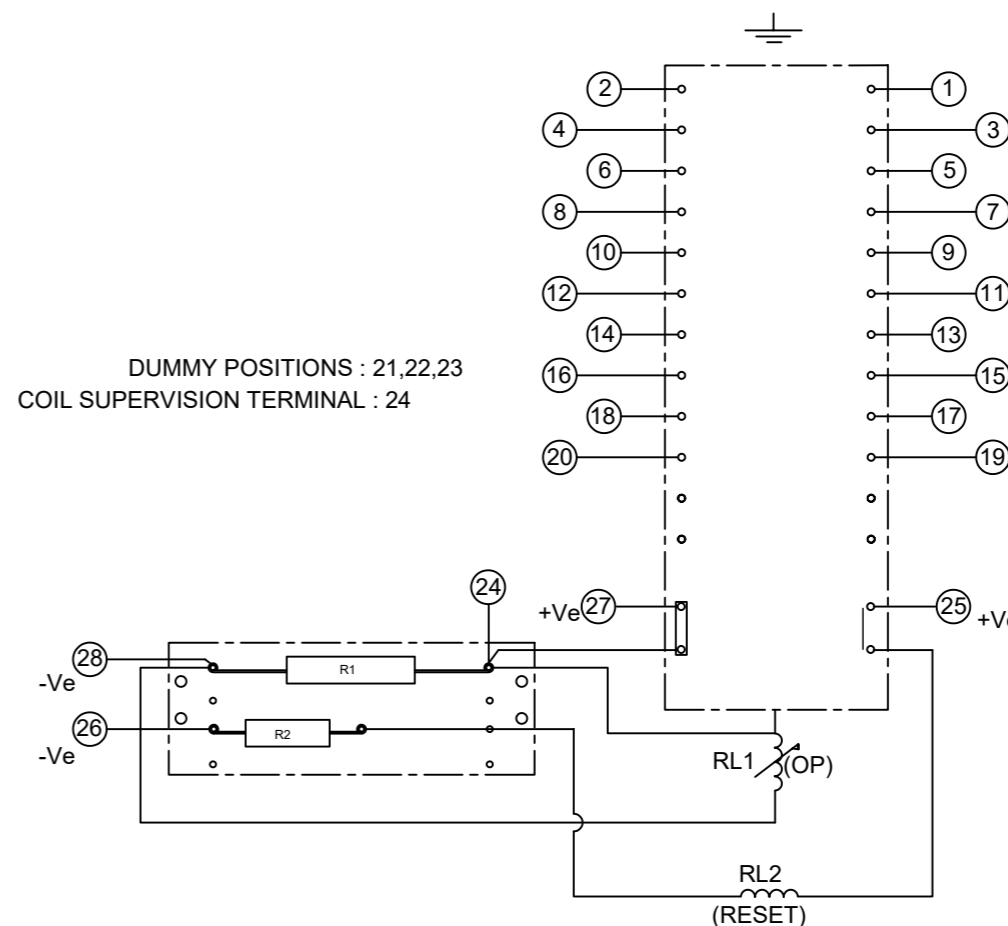 2 1
4 3
6 5
8 7
10 9
12 11
14 13
DUMMY POSITIONS : 21,22,23
16 15
COIL SUPERVISION TERMINAL : 24
18 17
20 19
24
+Ve 27 25 +Ve
28
-Ve
R1
26
-Ve
R2
RL1 (OP)
RL2
(RESET)